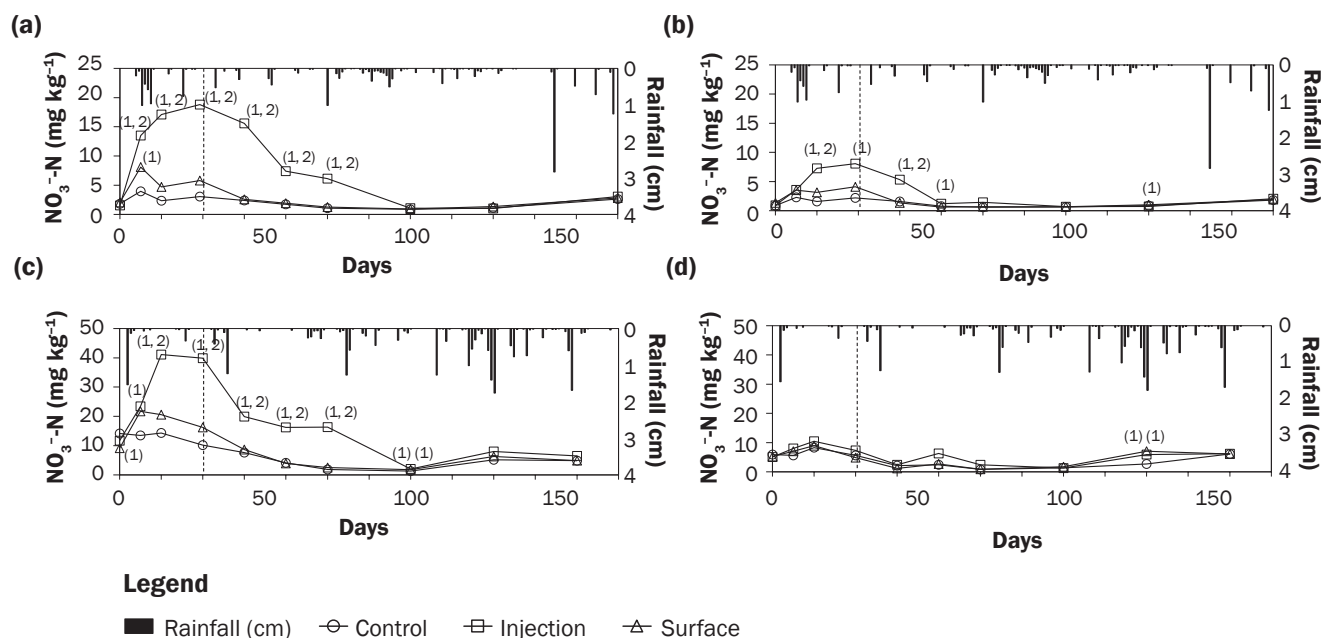 (a)
NO₃⁻-N (mg kg⁻¹)
25
20
15
10
5
0
(1, 2)
(1, 2)
(1, 2)
(1, 2)
(1)
(1, 2)
(1, 2)
0
1
2
3
4
Rainfall (cm)
0 50 100 150
Days
(b)
NO₃⁻-N (mg kg⁻¹)
25
20
15
10
5
0
(1, 2)
(1)
(1, 2)
(1)
(1)
0
1
2
3
4
Rainfall (cm)
0 50 100 150
Days
(c)
NO₃⁻-N (mg kg⁻¹)
50
40
30
20
10
0
(1, 2)
(1, 2)
(1)
(1, 2)
(1, 2)
(1, 2)
(1)
(1) (1)
0
1
2
3
4
Rainfall (cm)
0 50 100 150
Days
(d)
NO₃⁻-N (mg kg⁻¹)
50
40
30
20
10
0
(1) (1)
0
1
2
3
4
Rainfall (cm)
0 50 100 150
Days
Legend
Rainfall (cm) Control Injection Surface